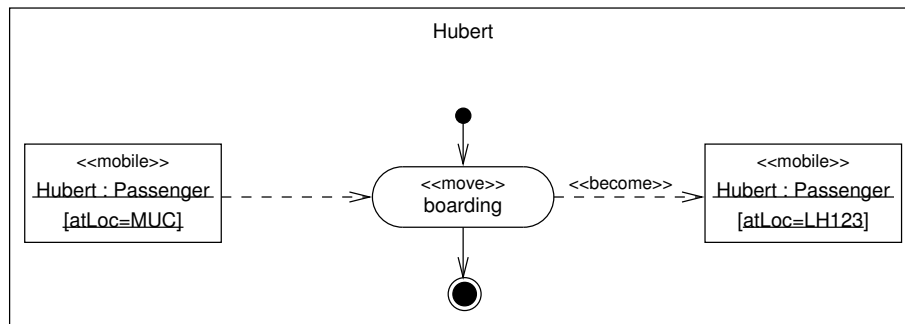 Hubert
<<mobile>>
Hubert : Passenger
[atLoc=MUC]
<<move>>
boarding
<<become>>
<<mobile>>
Hubert : Passenger
[atLoc=LH123]